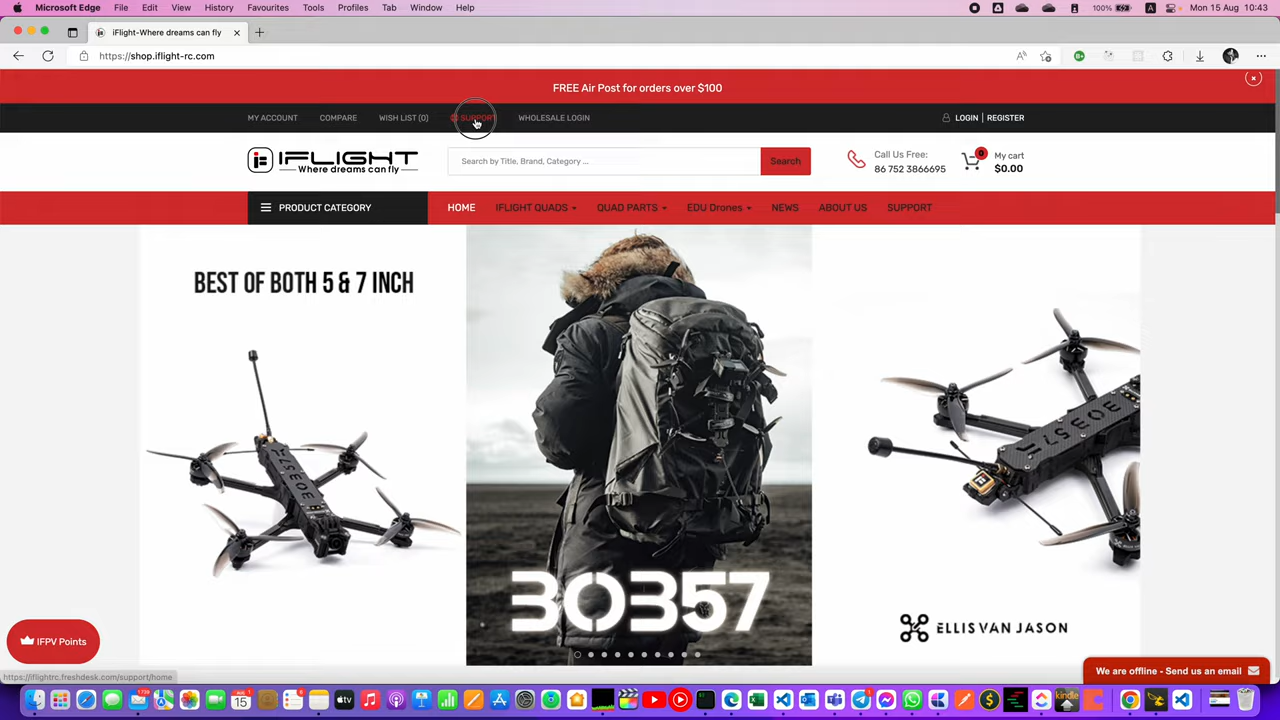 Microsoft Edge File Edit View History Favourites Tools Profiles Tab Window Help 100% A Mon 15 Aug 10:43
iFlight-Where dreams can fly
https://shop.iflight-rc.com
FREE Air Post for orders over $100
MY ACCOUNT COMPARE WISH LIST (0) SUPPORT WHOLESALE LOGIN LOGIN | REGISTER
IFLIGHT
Where dreams can fly
Search by Title, Brand, Category ... Search
Call Us Free:
86 752 3866695
0
My cart
$0.00
PRODUCT CATEGORY HOME IFLIGHT QUADS QUAD PARTS EDU Drones NEWS ABOUT US SUPPORT
BEST OF BOTH 5 & 7 INCH
BOB57
BOB57
BOB57
ELLIS VAN JASON
IFPV Points
We are offline - Send us an email
https://iflightrc.freshdesk.com/support/home